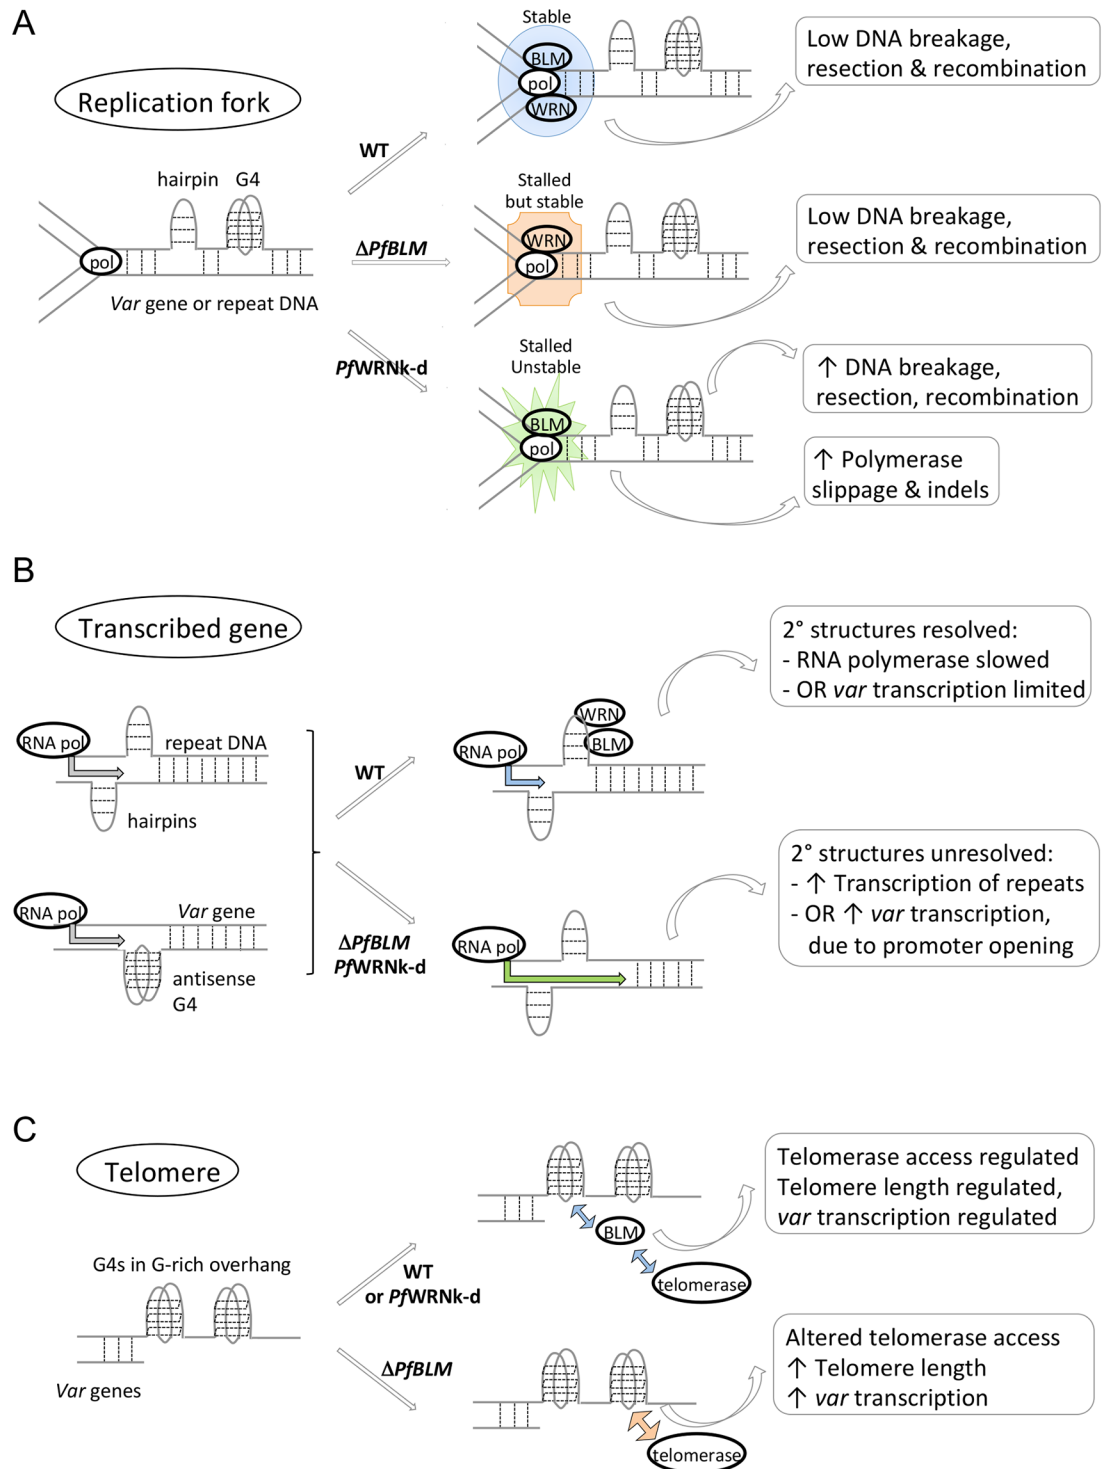 A
Replication fork
hairpin G4
pol
Var gene or repeat DNA
WT
ΔPfBLM
PfWRNk-d
Stable
BLM
pol
WRN
Low DNA breakage,
resection & recombination
Stalled
but stable
WRN
pol
Low DNA breakage,
resection & recombination
Stalled
Unstable
BLM
pol
↑ DNA breakage,
resection, recombination
↑ Polymerase
slippage & indels
B
Transcribed gene
RNA pol
repeat DNA
hairpins
RNA pol
Var gene
antisense
G4
WT
ΔPfBLM
PfWRNk-d
WRN
RNA pol
BLM
2° structures resolved:
- RNA polymerase slowed
- OR var transcription limited
RNA pol
2° structures unresolved:
- ↑ Transcription of repeats
- OR ↑ var transcription,
due to promoter opening
C
Telomere
G4s in G-rich overhang
Var genes
WT
or PfWRNk-d
ΔPfBLM
BLM
telomerase
Telomerase access regulated
Telomere length regulated,
var transcription regulated
telomerase
Altered telomerase access
↑ Telomere length
↑ var transcription